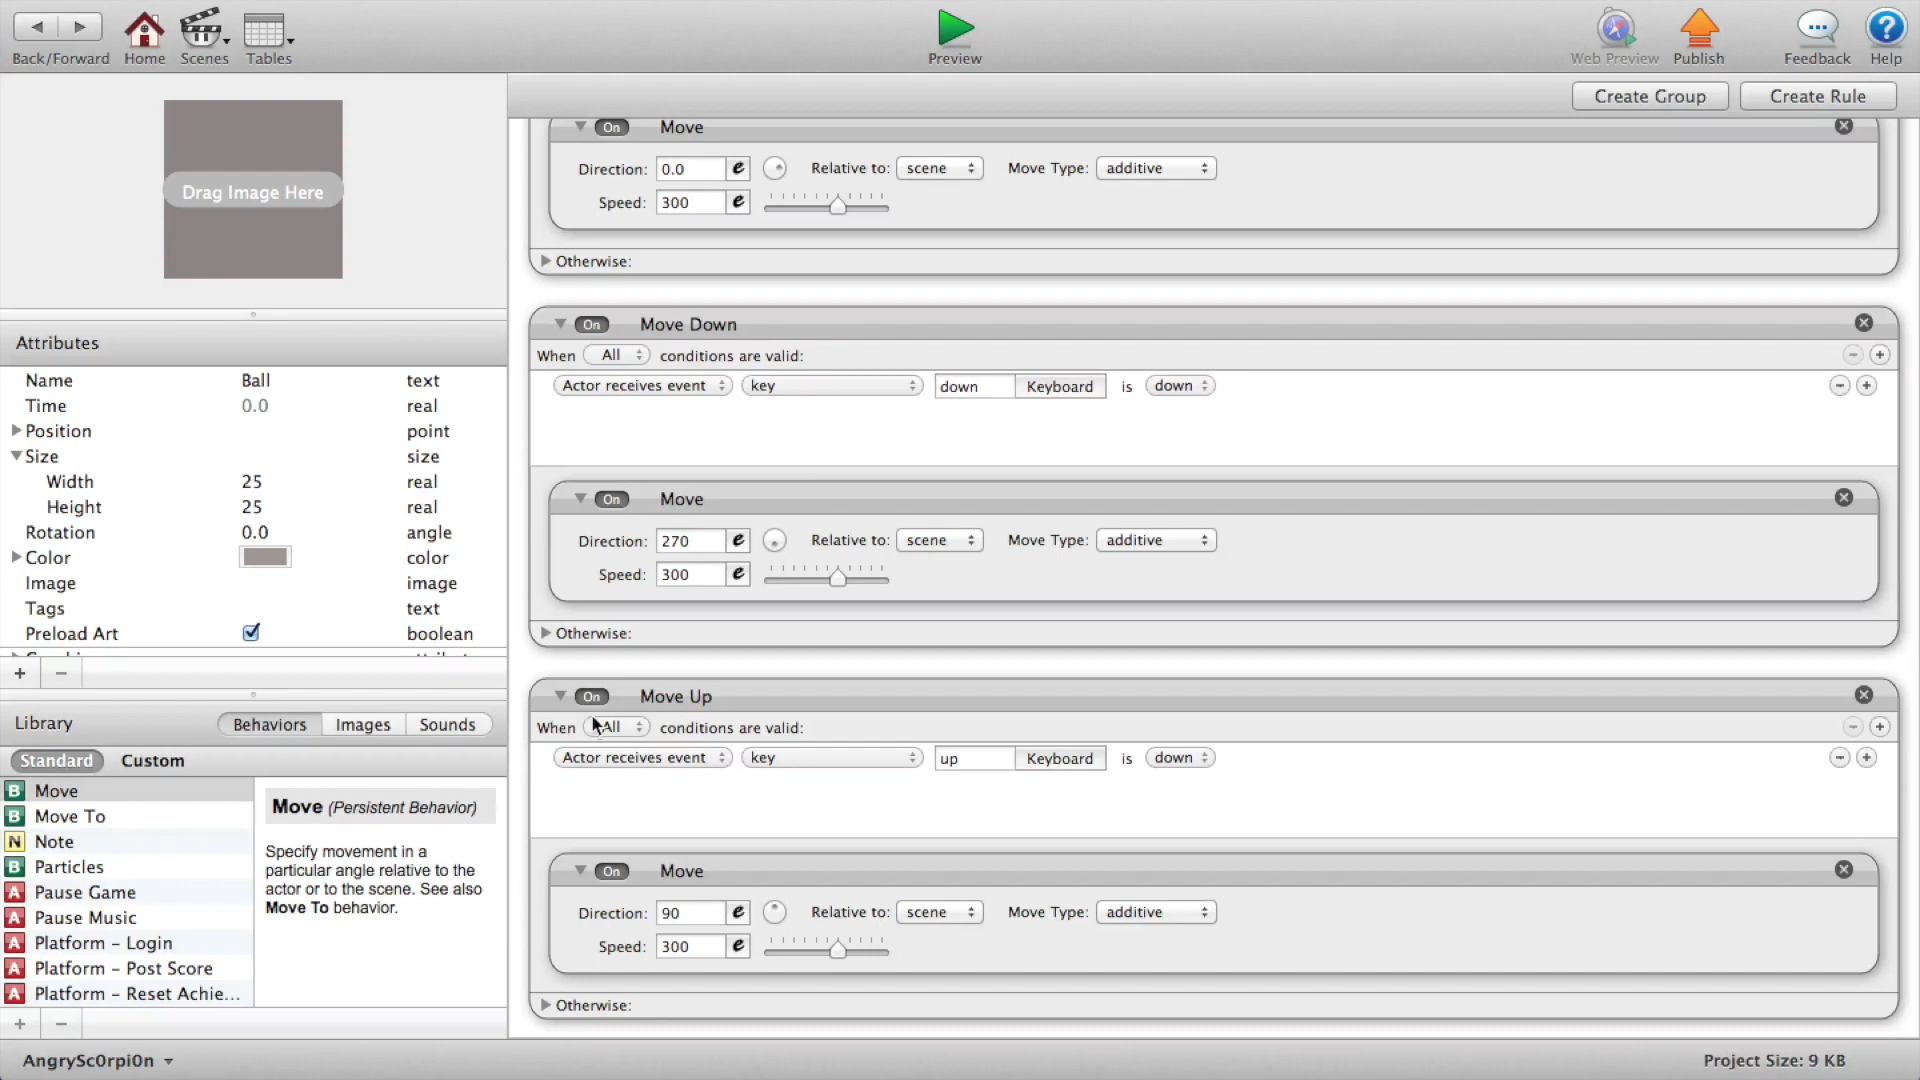 Back/Forward
Home
Scenes
Tables
Preview
Web Preview
Publish
Feedback
Help
Create Group
Create Rule
Drag Image Here
Attributes
Name Ball text
Time 0.0 real
Position point
Size size
Width 25 real
Height 25 real
Rotation 0.0 angle
Color color
Image image
Tags text
Preload Art boolean
+ −
Library Behaviors Images Sounds
Standard Custom
B Move
B Move To
N Note
B Particles
A Pause Game
A Pause Music
A Platform – Login
A Platform – Post Score
A Platform – Reset Achie...
Move (Persistent Behavior)
Specify movement in a
particular angle relative to the
actor or to the scene. See also
Move To behavior.
+ −
On Move
Direction: 0.0 e Relative to: scene Move Type: additive
Speed: 300 e
Otherwise:
On Move Down
When All conditions are valid:
Actor receives event key down Keyboard is down
On Move
Direction: 270 e Relative to: scene Move Type: additive
Speed: 300 e
Otherwise:
On Move Up
When All conditions are valid:
Actor receives event key up Keyboard is down
On Move
Direction: 90 e Relative to: scene Move Type: additive
Speed: 300 e
Otherwise:
AngrySc0rpi0n
Project Size: 9 KB